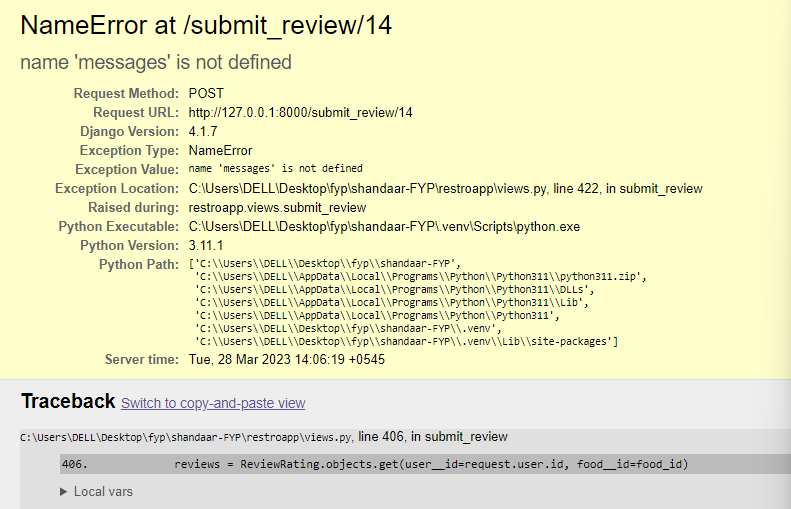 NameError at /submit_review/14
name 'messages' is not defined
Request Method: POST
Request URL: http://127.0.0.1:8000/submit_review/14
Django Version: 4.1.7
Exception Type: NameError
Exception Value: name 'messages' is not defined
Exception Location: C:\Users\DELL\Desktop\fyp\shandaar-FYP\restroapp\views.py, line 422, in submit_review
Raised during: restroapp.views.submit_review
Python Executable: C:\Users\DELL\Desktop\fyp\shandaar-FYP\.venv\Scripts\python.exe
Python Version: 3.11.1
Python Path: ['C:\\Users\\DELL\\Desktop\\fyp\\shandaar-FYP',
'C:\\Users\\DELL\\AppData\\Local\\Programs\\Python\\Python311\\python311.zip',
'C:\\Users\\DELL\\AppData\\Local\\Programs\\Python\\Python311\\DLLs',
'C:\\Users\\DELL\\AppData\\Local\\Programs\\Python\\Python311\\Lib',
'C:\\Users\\DELL\\AppData\\Local\\Programs\\Python\\Python311',
'C:\\Users\\DELL\\Desktop\\fyp\\shandaar-FYP\\.venv',
'C:\\Users\\DELL\\Desktop\\fyp\\shandaar-FYP\\.venv\\Lib\\site-packages']
Server time: Tue, 28 Mar 2023 14:06:19 +0545
Traceback Switch to copy-and-paste view
C:\Users\DELL\Desktop\fyp\shandaar-FYP\restroapp\views.py, line 406, in submit_review
406. reviews = ReviewRating.objects.get(user__id=request.user.id, food__id=food_id)
▶ Local vars